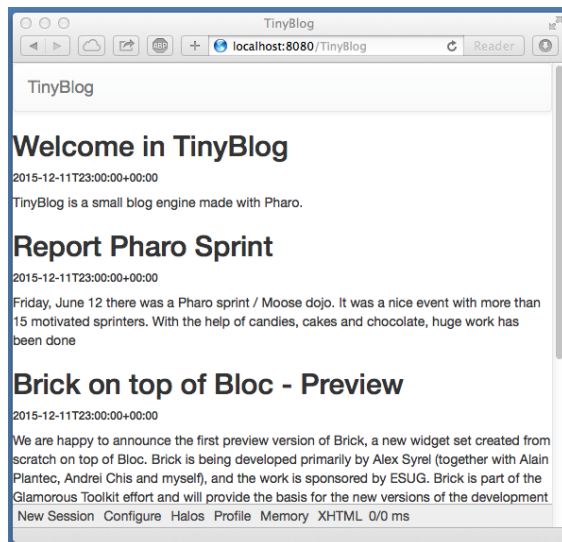 TinyBlog
ABP
+
localhost:8080/TinyBlog
Reader
TinyBlog
Welcome in TinyBlog
2015-12-11T23:00:00+00:00
TinyBlog is a small blog engine made with Pharo.
Report Pharo Sprint
2015-12-11T23:00:00+00:00
Friday, June 12 there was a Pharo sprint / Moose dojo. It was a nice event with more than
15 motivated sprinters. With the help of candies, cakes and chocolate, huge work has
been done
Brick on top of Bloc - Preview
2015-12-11T23:00:00+00:00
We are happy to announce the first preview version of Brick, a new widget set created from
scratch on top of Bloc. Brick is being developed primarily by Alex Syrel (together with Alain
Plantec, Andrei Chis and myself), and the work is sponsored by ESUG. Brick is part of the
Glamorous Toolkit effort and will provide the basis for the new versions of the development
New Session Configure Halos Profile Memory XHTML 0/0 ms